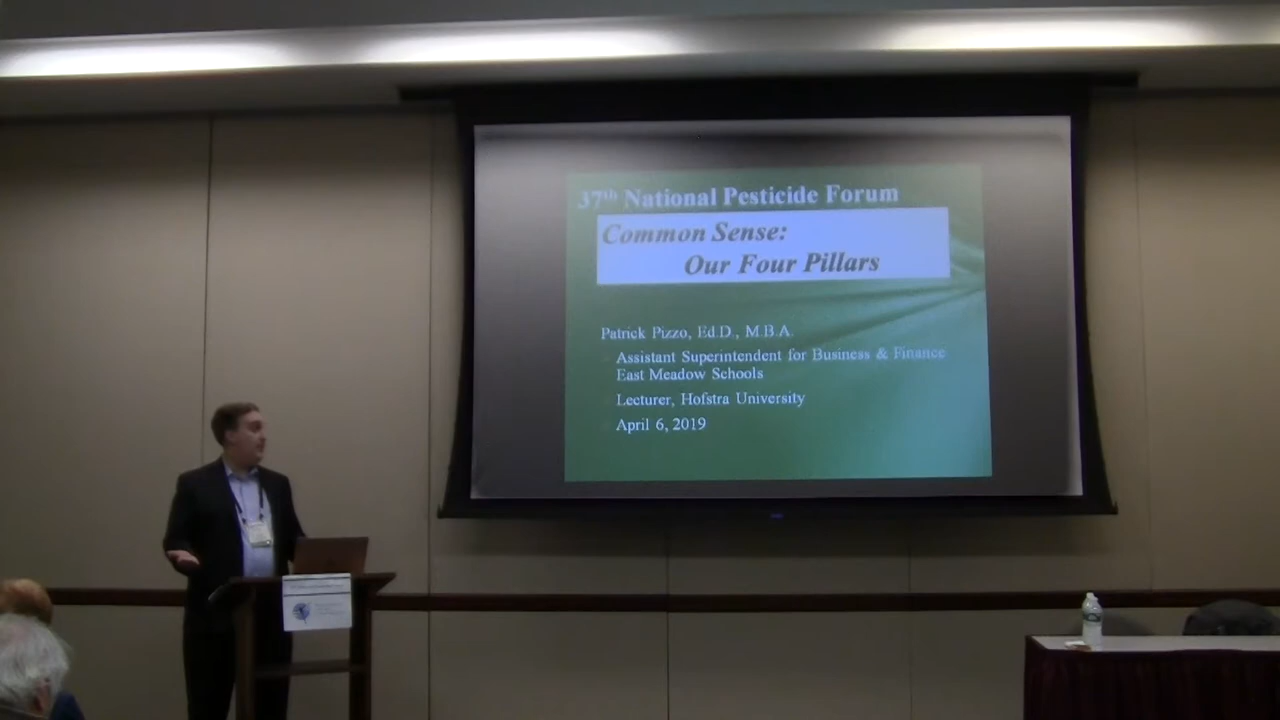 37th National Pesticide Forum
Common Sense:
Our Four Pillars
Patrick Pizzo, Ed.D., M.B.A.
Assistant Superintendent for Business & Finance
East Meadow Schools
Lecturer, Hofstra University
April 6, 2019